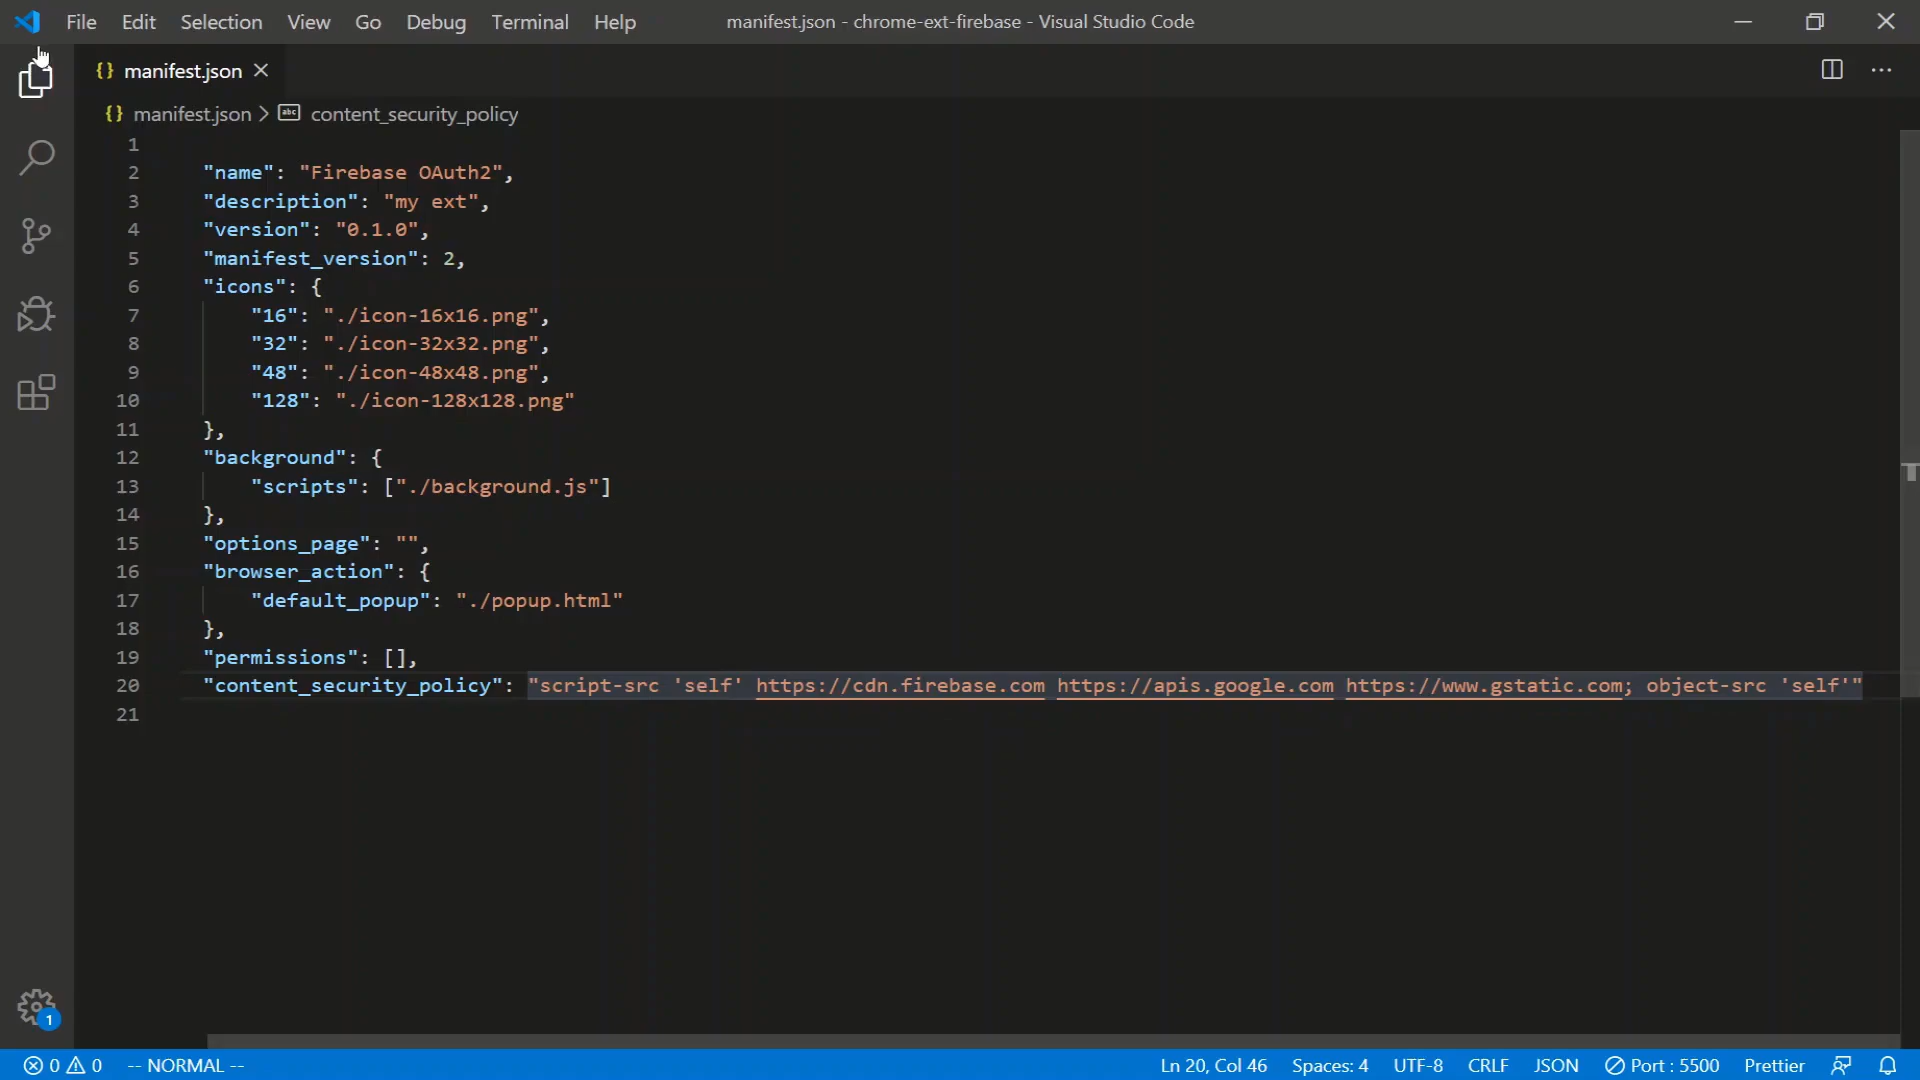 File Edit Selection View Go Debug Terminal Help manifest.json - chrome-ext-firebase - Visual Studio Code
{} manifest.json
{} manifest.json > abc content_security_policy
1
2 "name": "Firebase OAuth2",
3 "description": "my ext",
4 "version": "0.1.0",
5 "manifest_version": 2,
6 "icons": {
7 "16": "./icon-16x16.png",
8 "32": "./icon-32x32.png",
9 "48": "./icon-48x48.png",
10 "128": "./icon-128x128.png"
11 },
12 "background": {
13 "scripts": ["./background.js"]
14 },
15 "options_page": "",
16 "browser_action": {
17 "default_popup": "./popup.html"
18 },
19 "permissions": [],
20 "content_security_policy": "script-src 'self' https://cdn.firebase.com https://apis.google.com https://www.gstatic.com; object-src 'self'"
21
1
0 0 -- NORMAL -- Ln 20, Col 46 Spaces: 4 UTF-8 CRLF JSON Port : 5500 Prettier